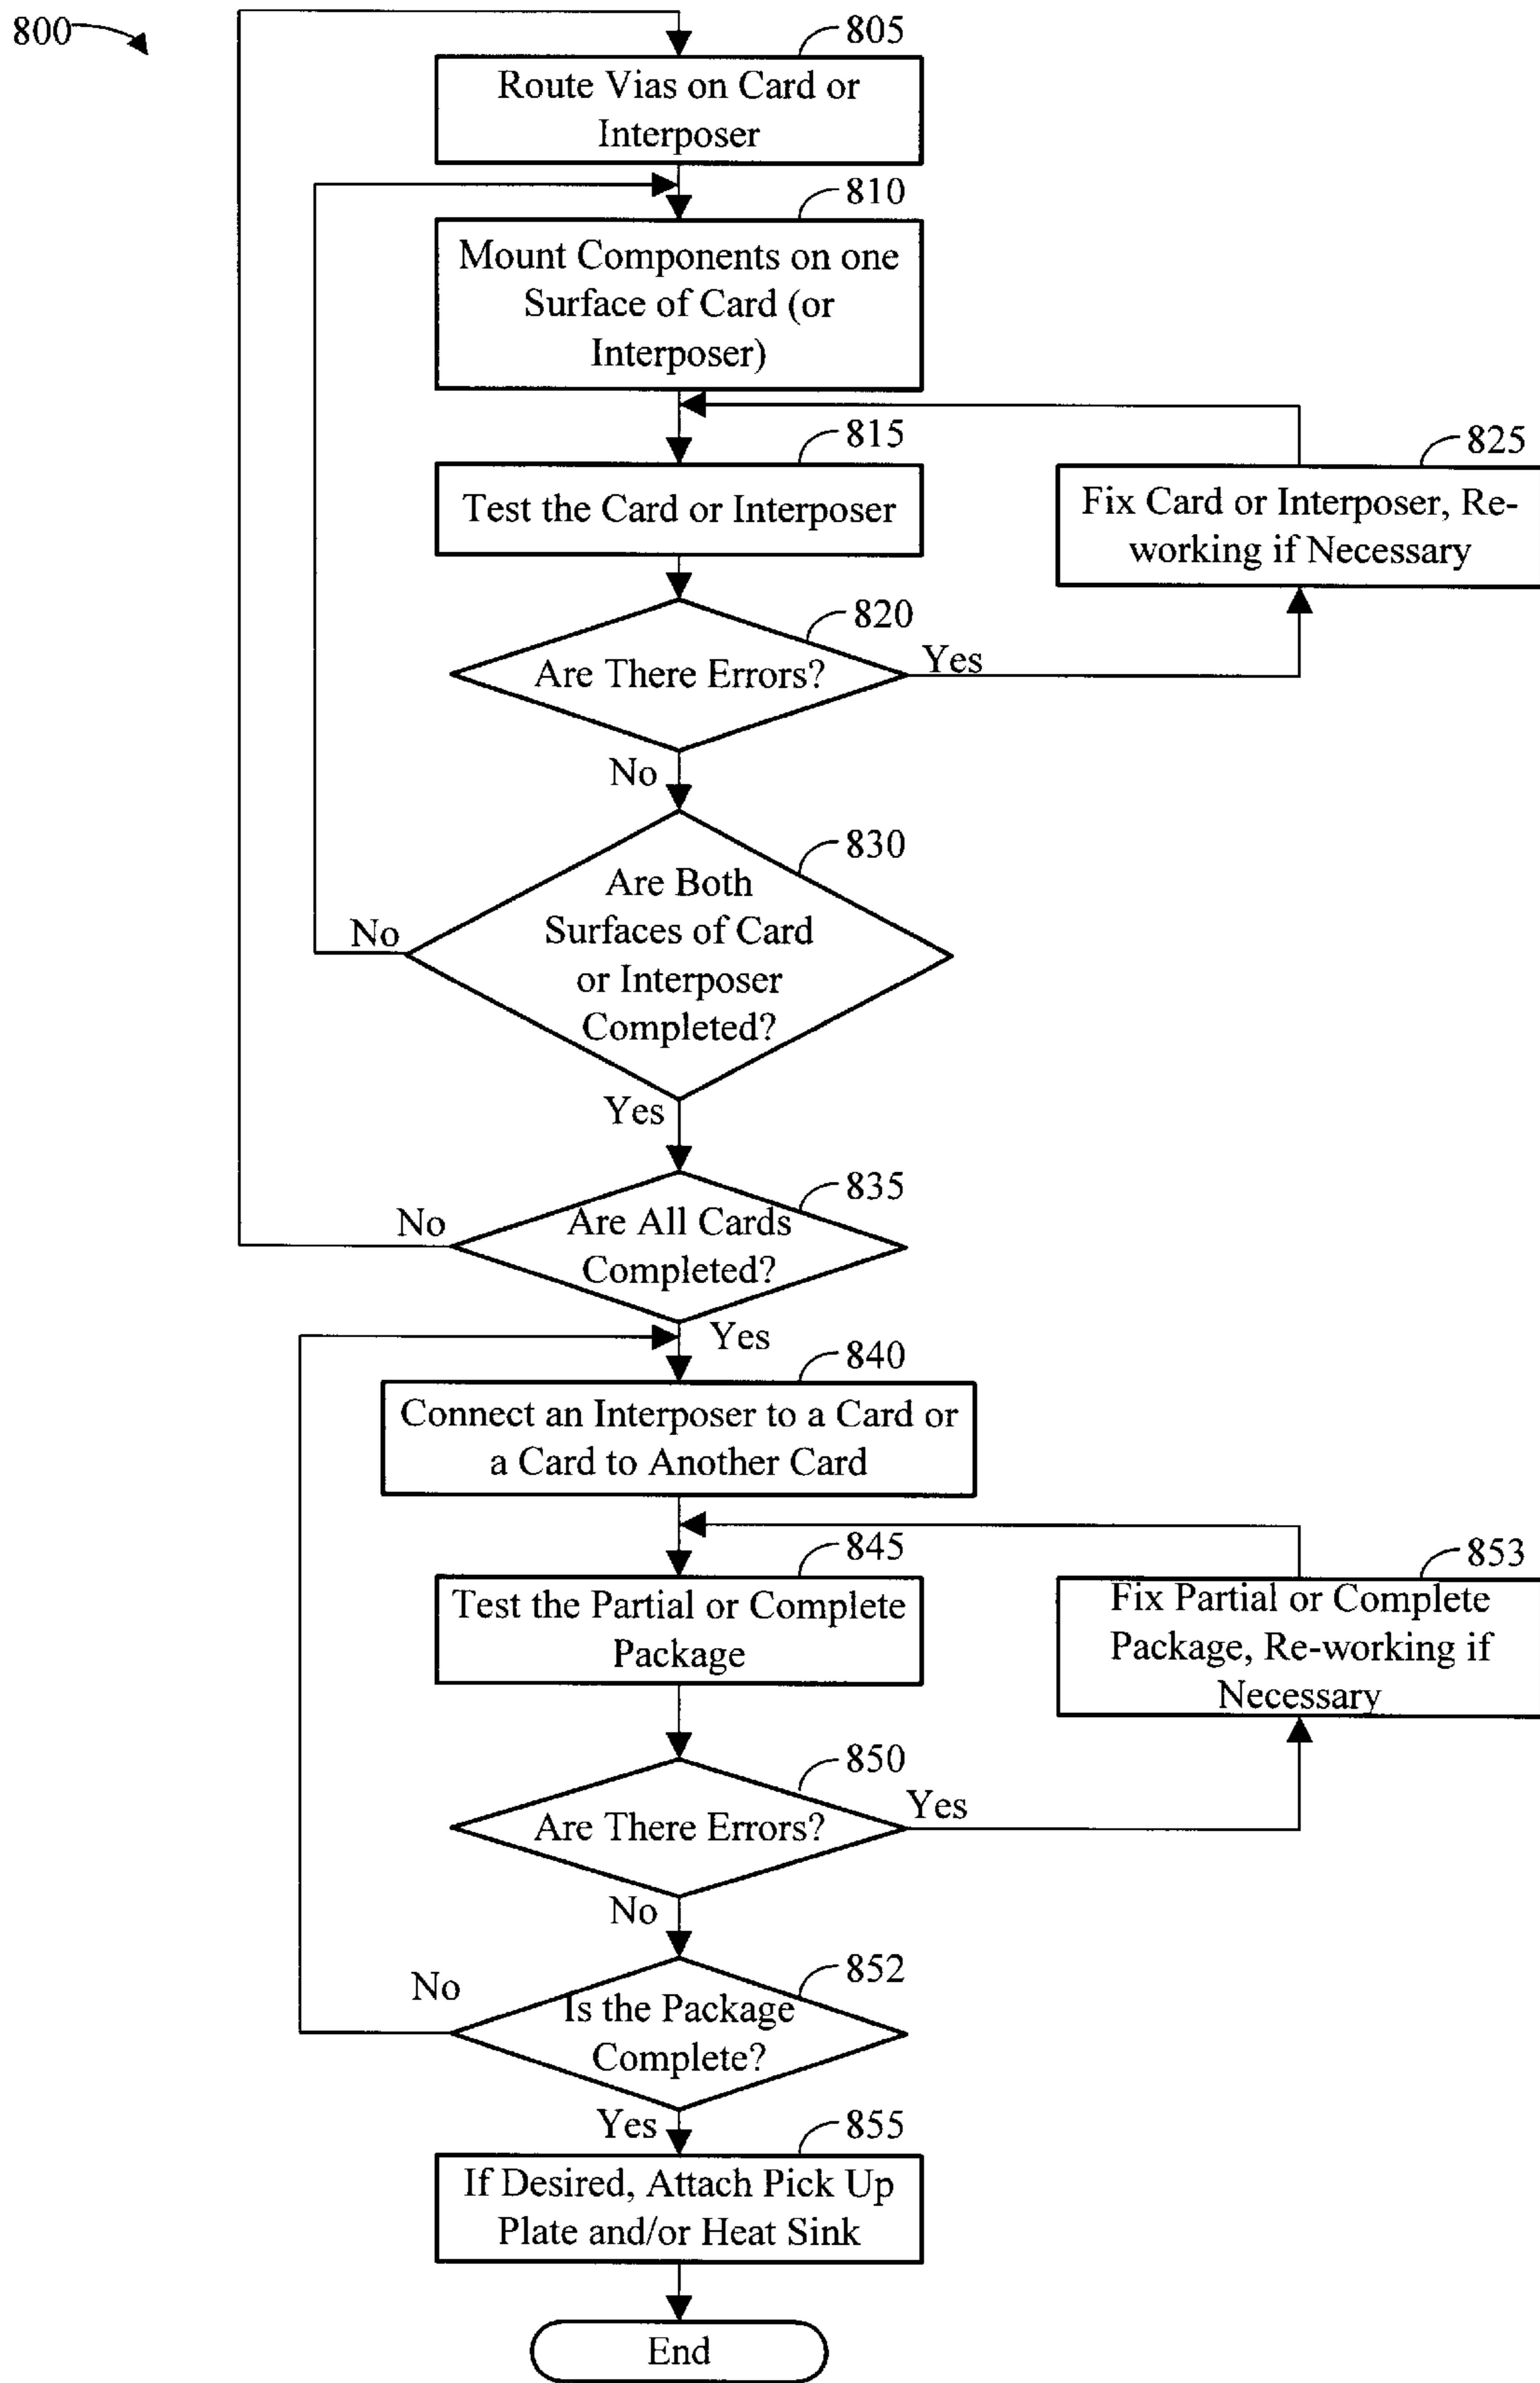 800
805
Route Vias on Card or
Interposer
810
Mount Components on one
Surface of Card (or
Interposer)
815
Test the Card or Interposer
825
Fix Card or Interposer, Re-
working if Necessary
820
Are There Errors?
Yes
No
830
Are Both
Surfaces of Card
or Interposer
Completed?
No
Yes
835
Are All Cards
Completed?
No
Yes
840
Connect an Interposer to a Card or
a Card to Another Card
845
Test the Partial or Complete
Package
853
Fix Partial or Complete
Package, Re-working if
Necessary
850
Are There Errors?
Yes
No
852
Is the Package
Complete?
No
Yes
855
If Desired, Attach Pick Up
Plate and/or Heat Sink
End